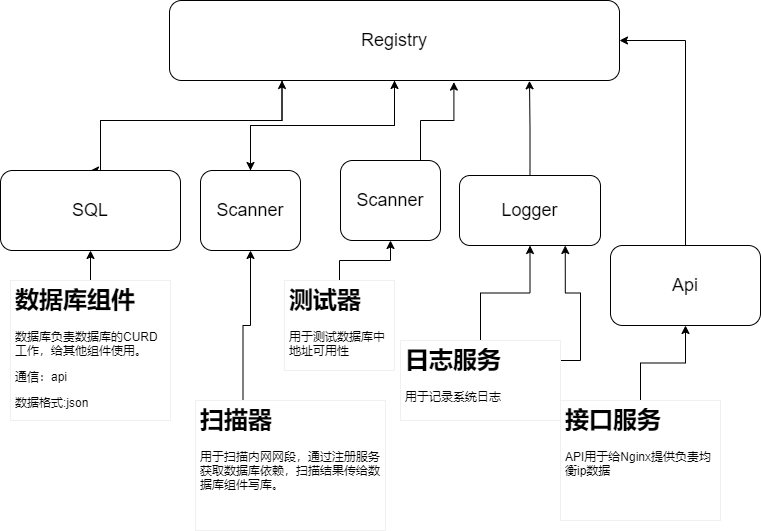 Registry
SQL
Scanner
Scanner
Logger
Api
数据库组件
数据库负责数据库的CURD
工作，给其他组件使用。
通信：api
数据格式:json
测试器
用于测试数据库中
地址可用性
日志服务
用于记录系统日志
扫描器
用于扫描内网网段，通过注册服务
获取数据库依赖，扫描结果传给数
据库组件写库。
接口服务
API用于给Nginx提供负责均
衡ip数据